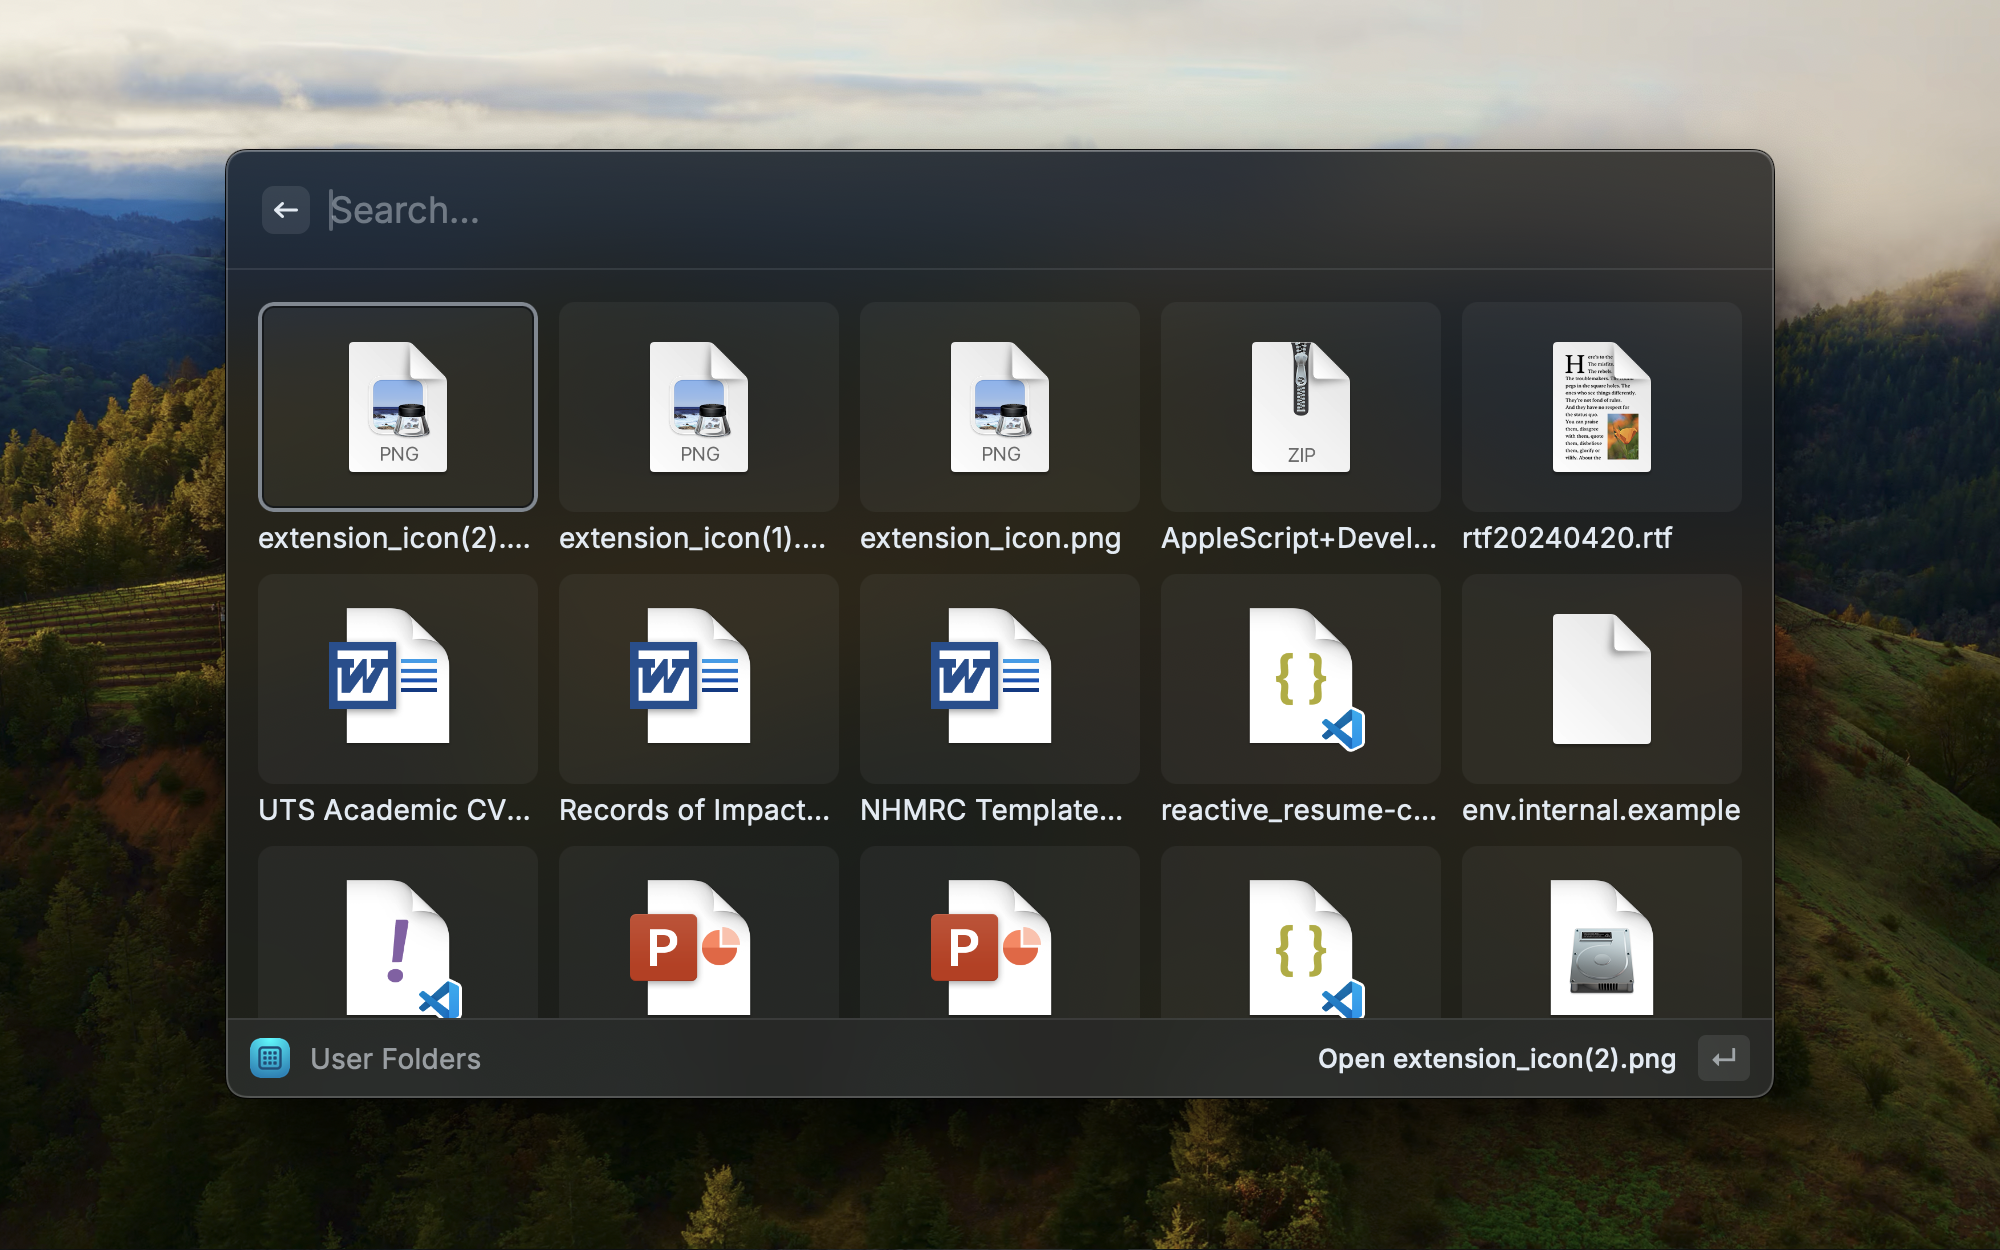 Search...
PNG
PNG
PNG
ZIP
extension_icon(2)....
extension_icon(1)....
extension_icon.png
AppleScript+Devel...
rtf20240420.rtf
W
W
W
{ }
UTS Academic CV...
Records of Impact...
NHMRC Template...
reactive_resume-c...
env.internal.example
!
P
P
{ }
User Folders
Open extension_icon(2).png